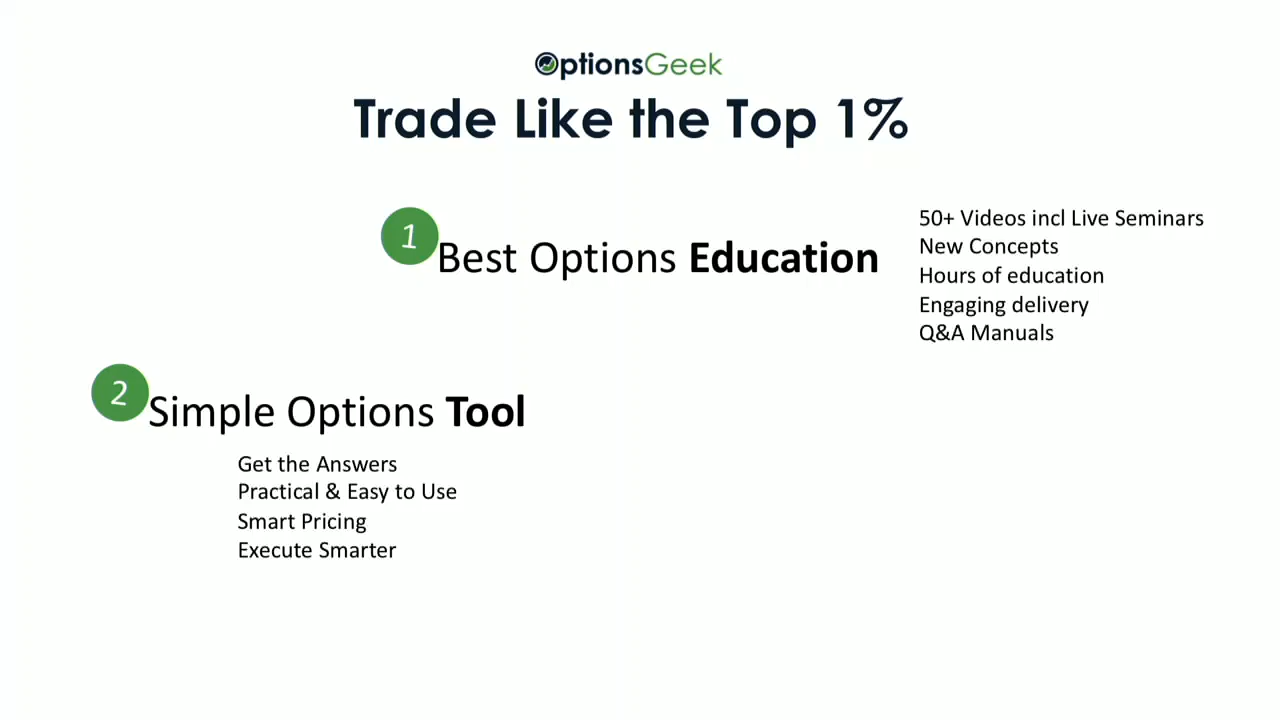 OptionsGeek
Trade Like the Top 1%
1
Best Options Education
50+ Videos incl Live Seminars
New Concepts
Hours of education
Engaging delivery
Q&A Manuals
2
Simple Options Tool
Get the Answers
Practical & Easy to Use
Smart Pricing
Execute Smarter